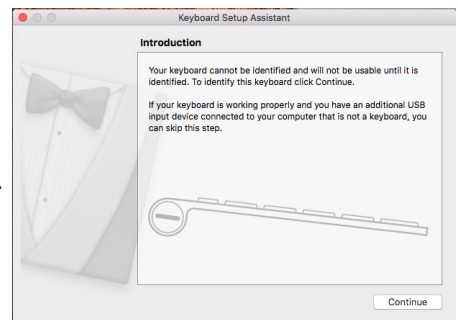 Keyboard Setup Assistant
Introduction
Your keyboard cannot be identified and will not be usable until it is
identified. To identify this keyboard click Continue.
If your keyboard is working properly and you have an additional USB
input device connected to your computer that is not a keyboard, you
can skip this step.
Continue